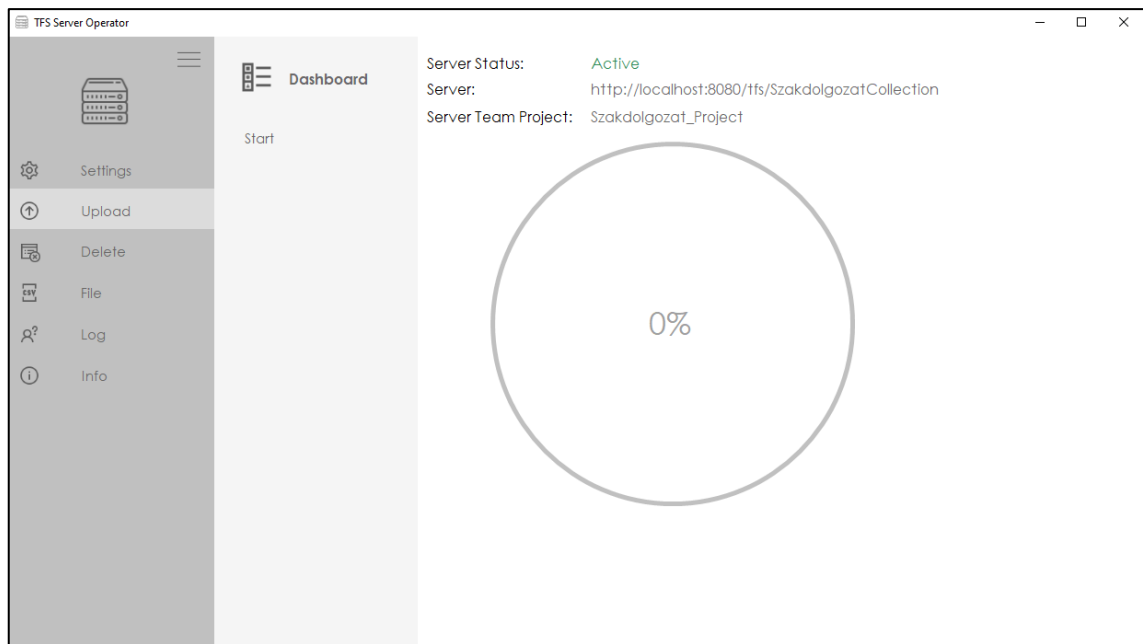 TFS Server Operator
Settings
Upload
Delete
CSV
File
Log
Info
Dashboard
Start
Server Status: Active
Server: http://localhost:8080/tfs/SzakdolgozatCollection
Server Team Project: Szakdolgozat_Project
0%